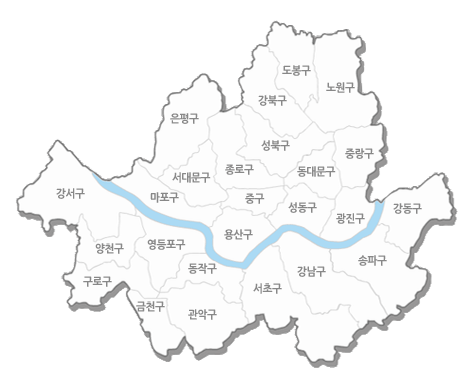 도봉구
노원구
강북구
은평구
성북구
중랑구
종로구
동대문구
서대문구
강서구
마포구
중구
성동구
광진구
강동구
용산구
양천구
영등포구
송파구
동작구
강남구
구로구
서초구
금천구
관악구